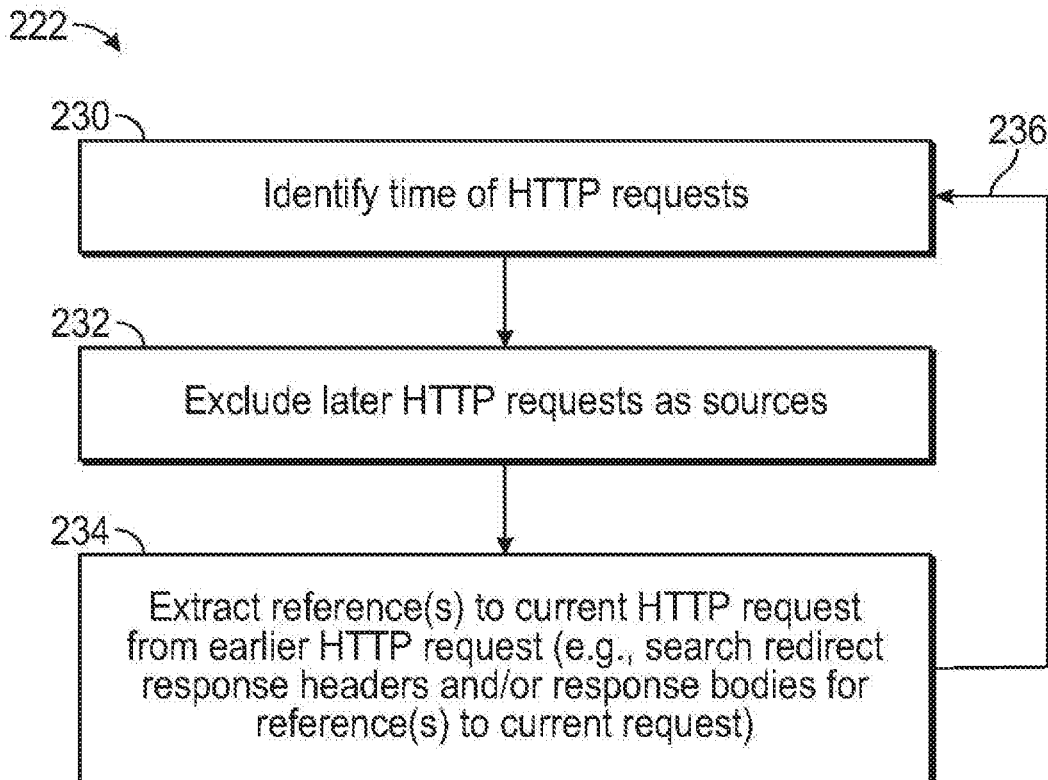 222
230
236
Identify time of HTTP requests
232
Exclude later HTTP requests as sources
234
Extract reference(s) to current HTTP request
from earlier HTTP request (e.g., search redirect
response headers and/or response bodies for
reference(s) to current request)